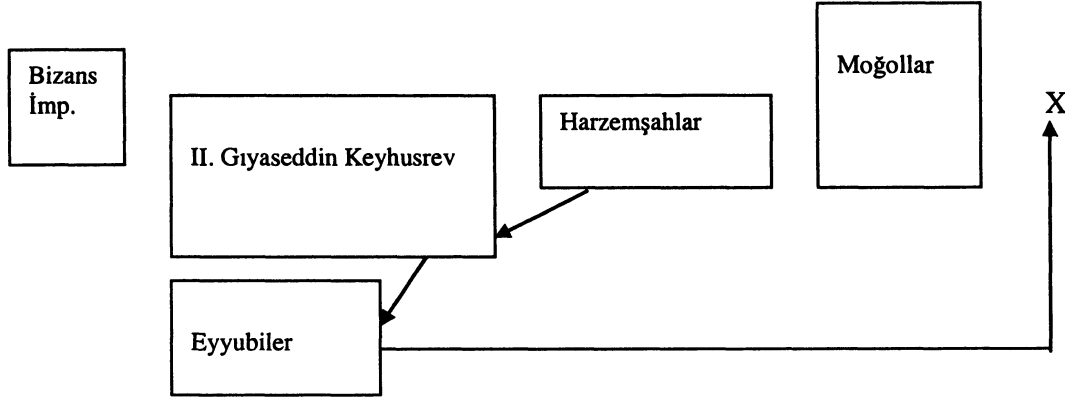 Bizans
İmp.
II. Gıyaseddin Keyhusrev
Harzemşahlar
Moğollar
X
Eyyubiler